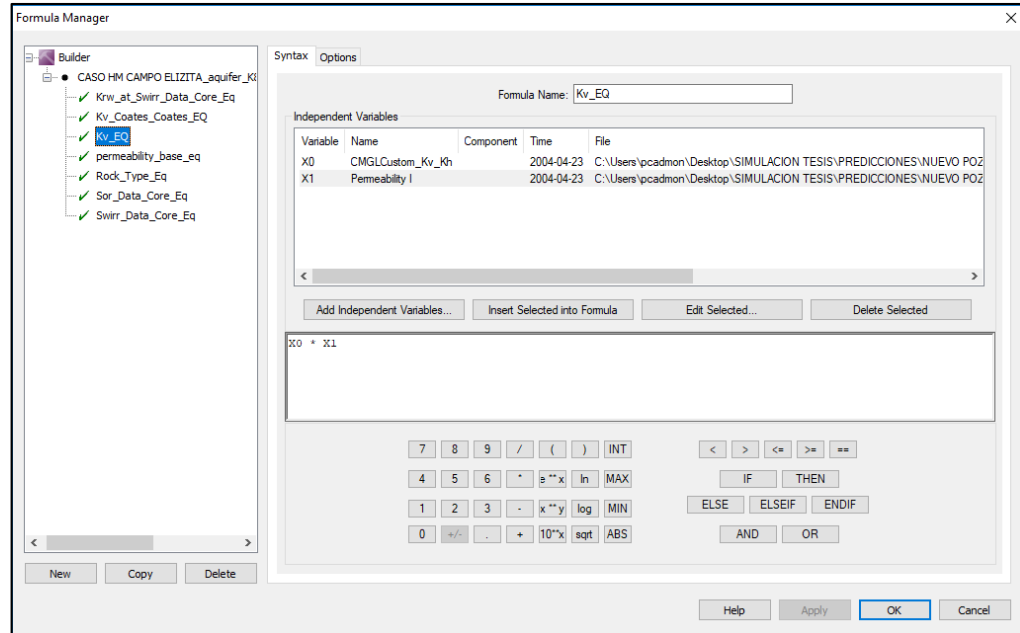 Formula Manager
Builder
CASO HM CAMPO ELIZITA_aquifer_K
Krw_at_Swirr_Data_Core_Eq
Kv_Coates_Coates_EQ
Kv_EQ
permeability_base_eq
Rock_Type_Eq
Sor_Data_Core_Eq
Swirr_Data_Core_Eq
New Copy Delete
Syntax Options
Formula Name: Kv_EQ
Independent Variables
Variable Name Component Time File
X0 CMGLCustom_Kv_Kh 2004-04-23 C:\Users\pcadmon\Desktop\SIMULACION TESIS\PREDICCIONES\NUEVO POZ
X1 Permeability I 2004-04-23 C:\Users\pcadmon\Desktop\SIMULACION TESIS\PREDICCIONES\NUEVO POZ
Add Independent Variables... Insert Selected into Formula Edit Selected... Delete Selected
X0 * X1
7 8 9 / ( ) INT < > <= >= ==
4 5 6 * e**x ln MAX IF THEN
1 2 3 - x**y log MIN ELSE ELSEIF ENDIF
0 +/- . + 10**x sqrt ABS AND OR
Help Apply OK Cancel